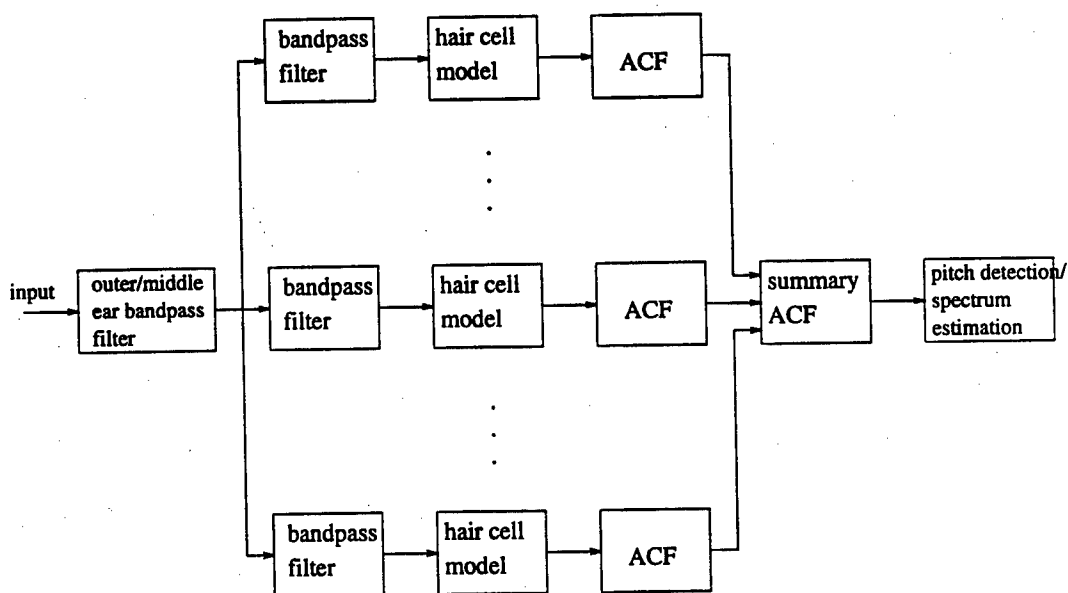 bandpass
filter
hair cell
model
ACF
input
outer/middle
ear bandpass
filter
bandpass
filter
hair cell
model
ACF
summary
ACF
pitch detection/
spectrum
estimation
bandpass
filter
hair cell
model
ACF